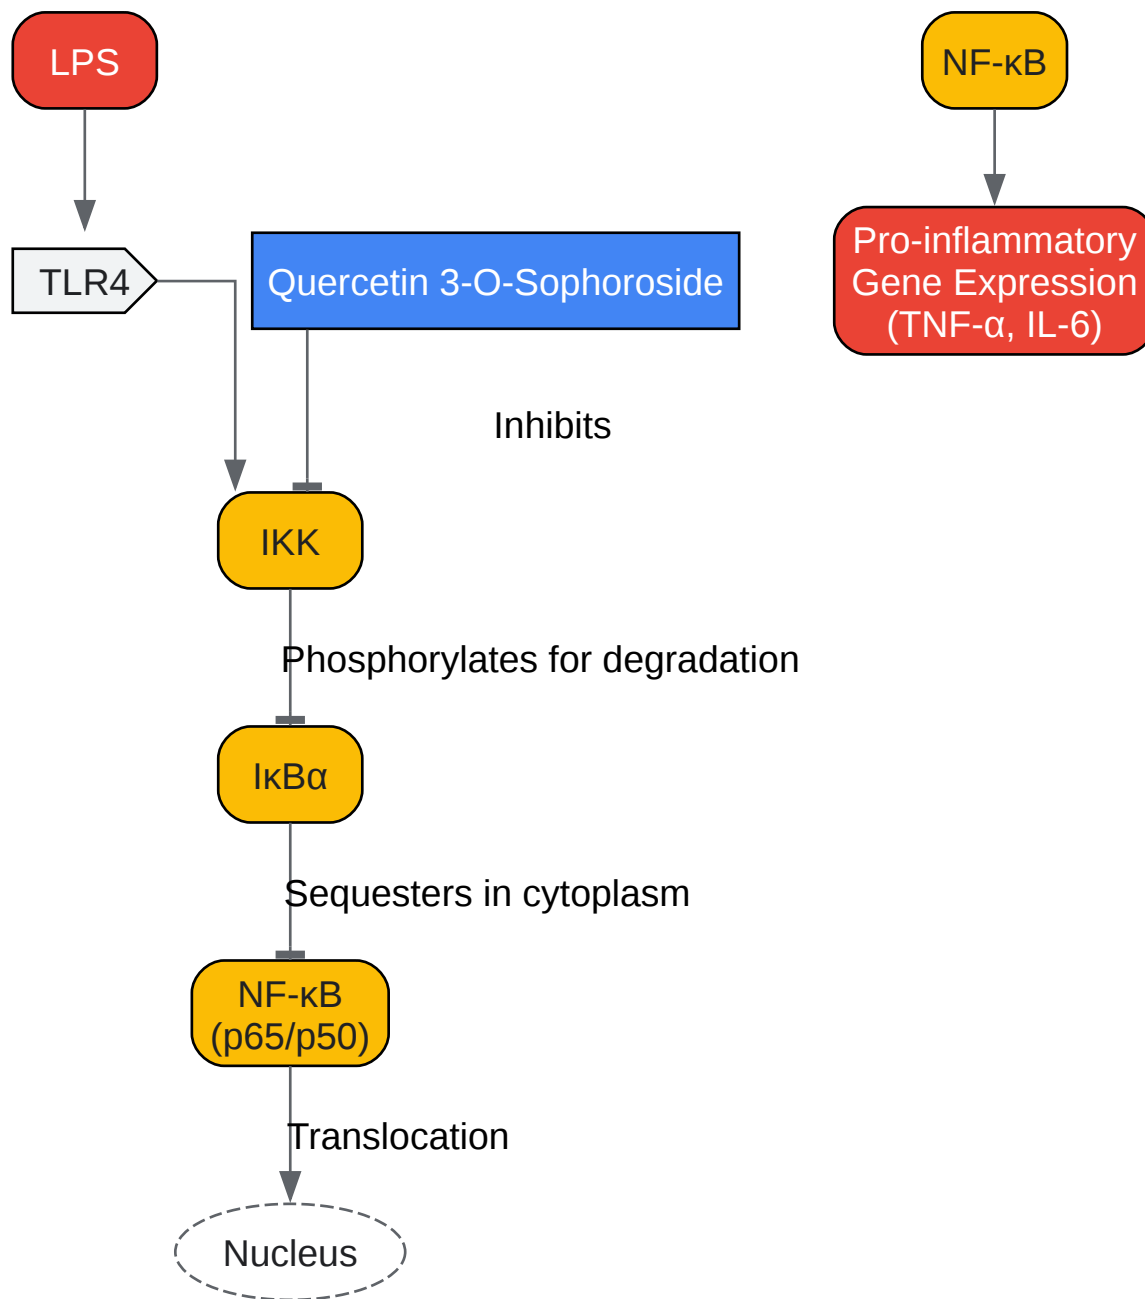 LPS
NF-κB
TLR4
Quercetin 3-O-Sophoroside
Pro-inflammatory
Gene Expression
(TNF-α, IL-6)
Inhibits
IKK
Phosphorylates for degradation
IκBα
Sequesters in cytoplasm
NF-κB
(p65/p50)
Translocation
Nucleus